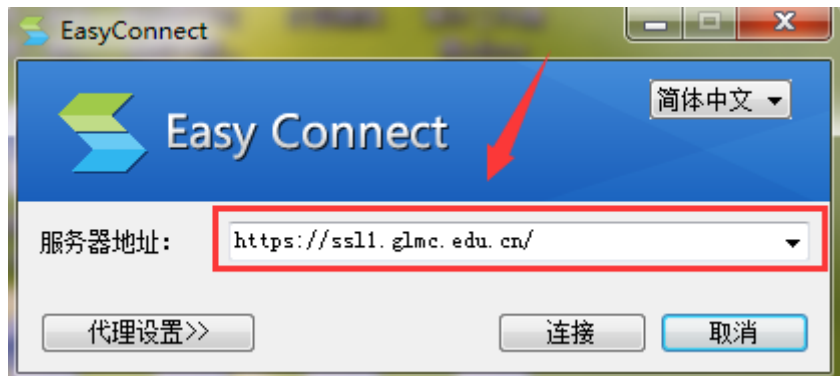 EasyConnect
简体中文
Easy Connect
服务器地址:
https://ssl1.glmc.edu.cn/
代理设置>>
连接
取消